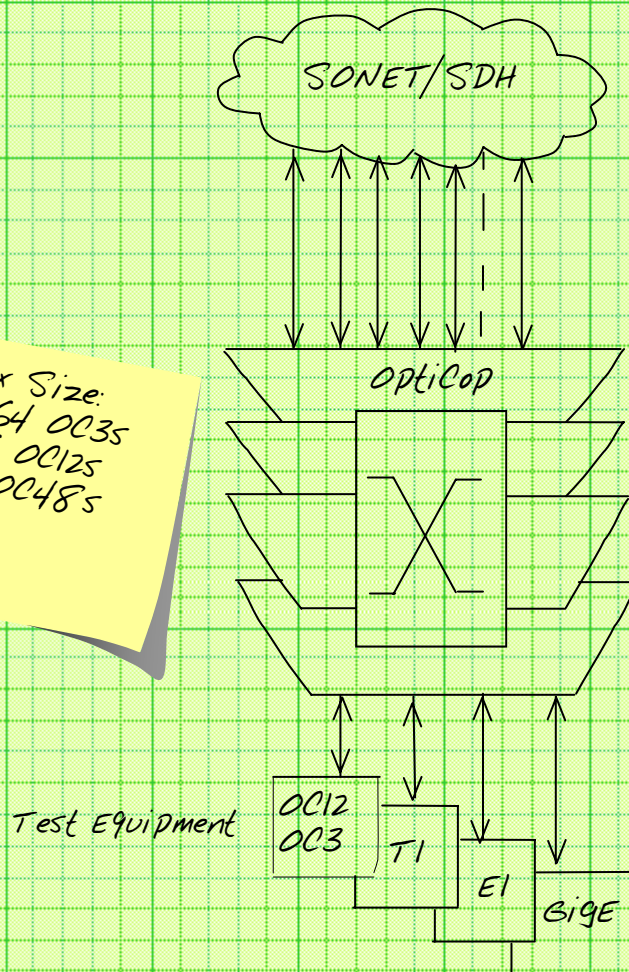 SONET/SDH
OptiCop
Size:
64 OC3s
OC12s
OC48s
Test Equipment
OC12
OC3
T1
E1
GigE